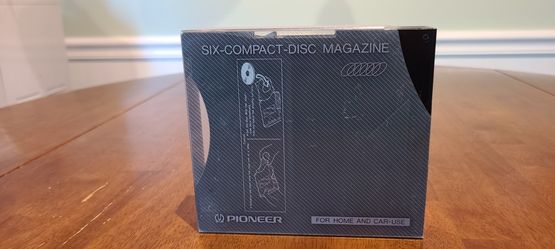 SIX-COMPACT-DISC MAGAZINE
PIONEER
FOR HOME AND CAR-USE